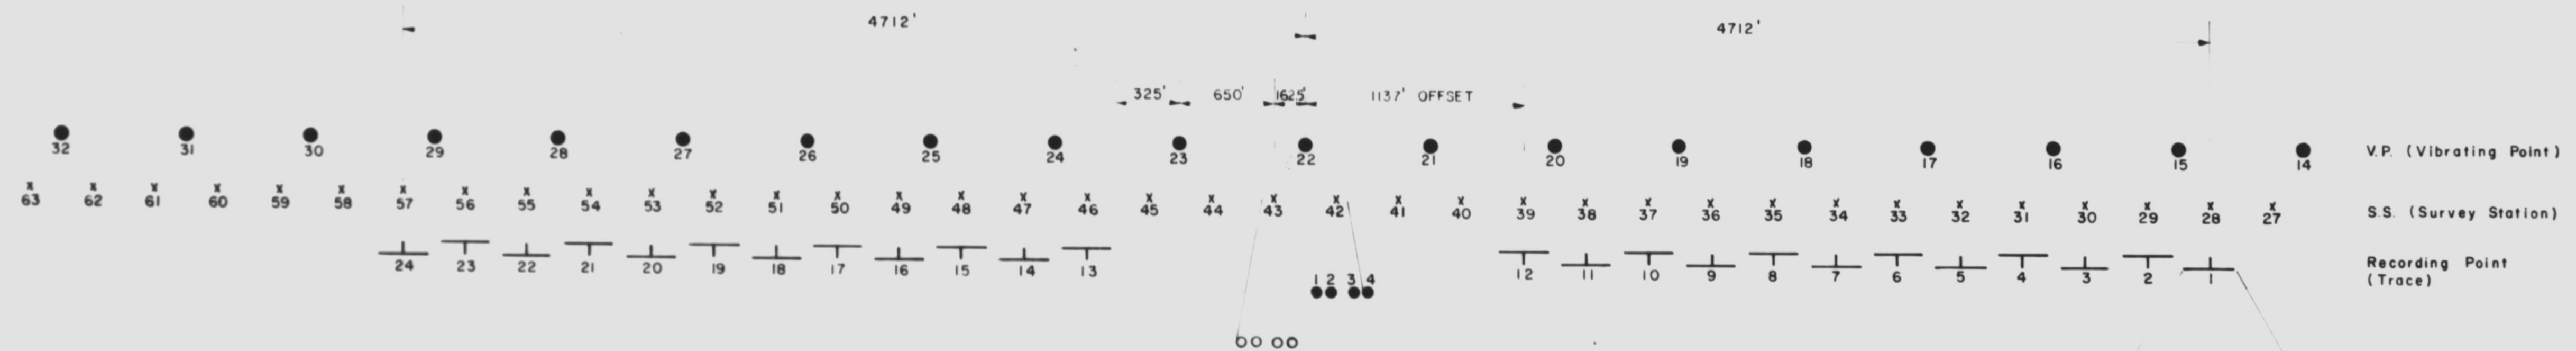 4712' 4712'
325' 650' 1625' 1137' OFFSET
32 31 30 29 28 27 26 25 24 23 22 21 20 19 18 17 16 15 14 V.P. (Vibrating Point)
63 62 61 60 59 58 57 56 55 54 53 52 51 50 49 48 47 46 45 44 43 42 41 40 39 38 37 36 35 34 33 32 31 30 29 28 27 S.S. (Survey Station)
24 23 22 21 20 19 18 17 16 15 14 13 12 11 10 9 8 7 6 5 4 3 2 1 Recording Point
(Trace)
1 2 3 4